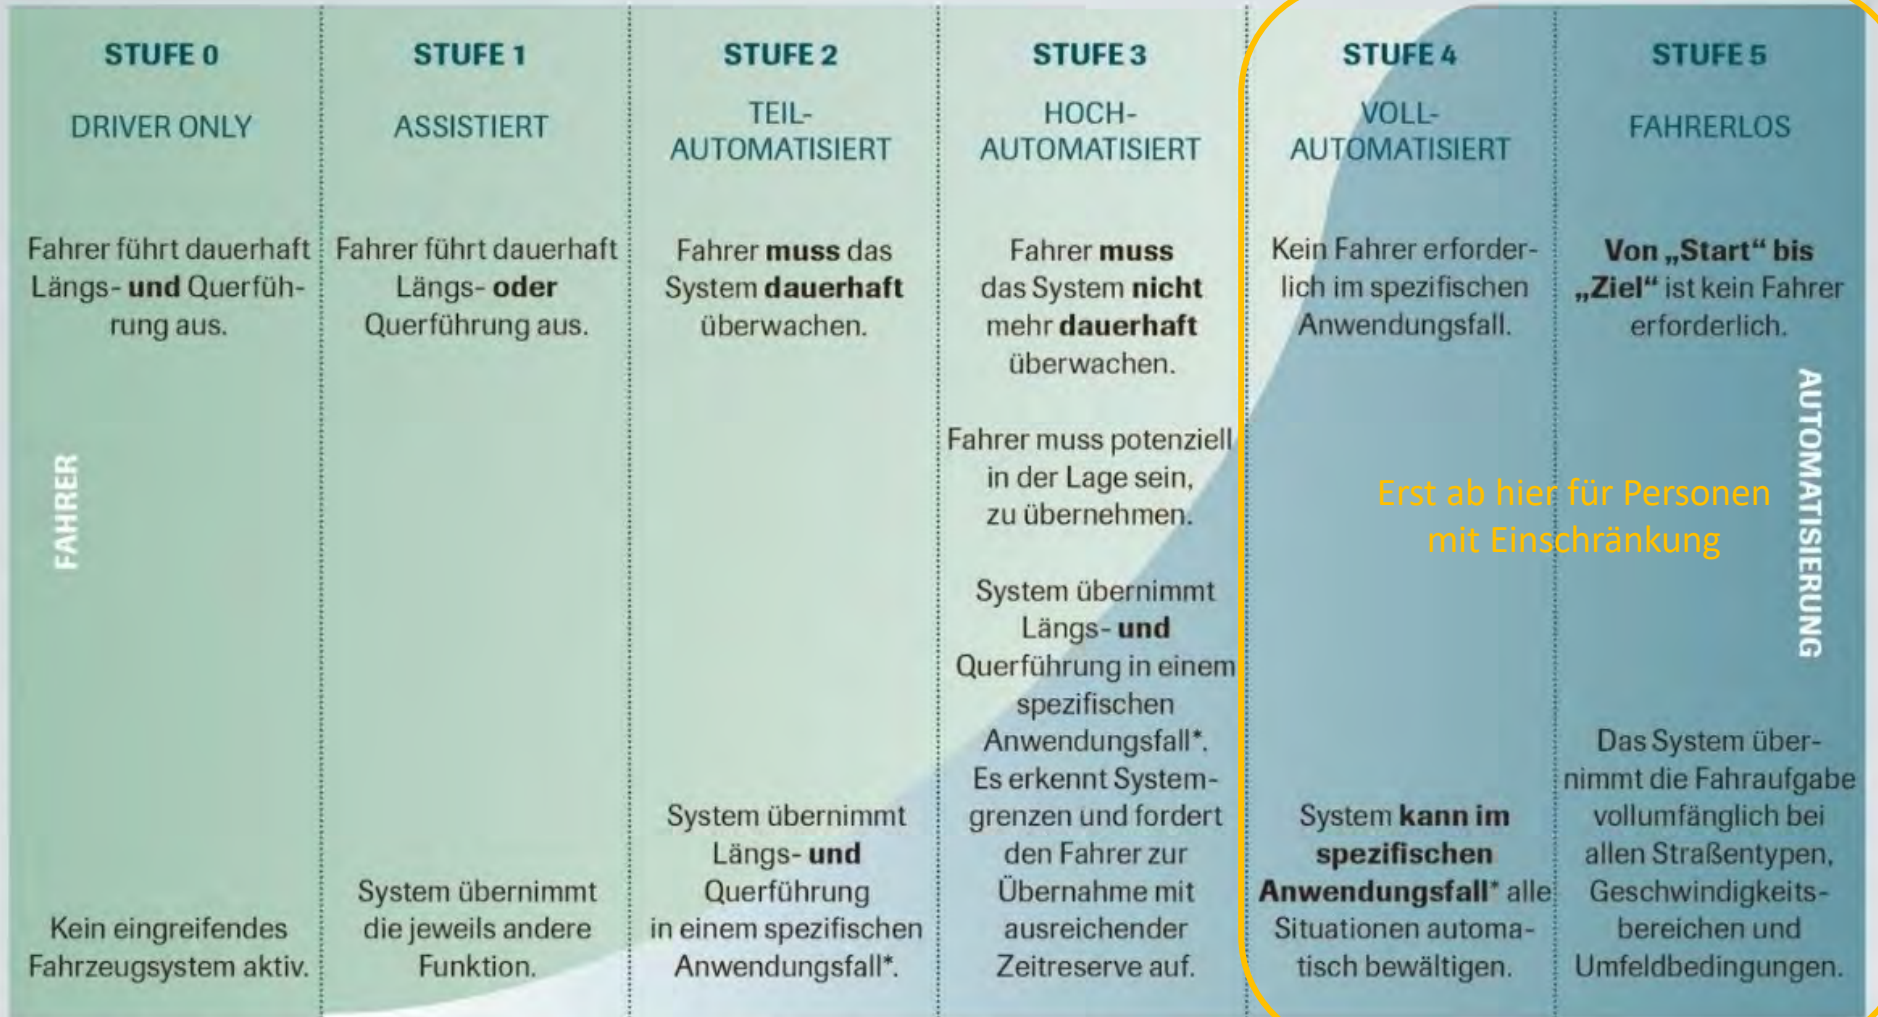 STUFE 0
DRIVER ONLY
Fahrer führt dauerhaft
Längs- und Querfüh-
rung aus.
Kein eingreifendes
Fahrzeugsystem aktiv.
FAHRER
STUFE 1
ASSISTIERT
Fahrer führt dauerhaft
Längs- oder
Querführung aus.
System übernimmt
die jeweils andere
Funktion.
STUFE 2
TEIL-
AUTOMATISIERT
Fahrer muss das
System dauerhaft
überwachen.
System übernimmt
Längs- und
Querführung
in einem spezifischen
Anwendungsfall*.
STUFE 3
HOCH-
AUTOMATISIERT
Fahrer muss
das System nicht
mehr dauerhaft
überwachen.
Fahrer muss potenziell
in der Lage sein,
zu übernehmen.
System übernimmt
Längs- und
Querführung in einem
spezifischen
Anwendungsfall*.
Es erkennt System-
grenzen und fordert
den Fahrer zur
Übernahme mit
ausreichender
Zeitreserve auf.
STUFE 4
VOLL-
AUTOMATISIERT
Kein Fahrer erforder-
lich im spezifischen
Anwendungsfall.
System kann im
spezifischen
Anwendungsfall* alle
Situationen automa-
tisch bewältigen.
STUFE 5
FAHRERLOS
Von „Start“ bis
„Ziel“ ist kein Fahrer
erforderlich.
Das System über-
nimmt die Fahraufgabe
vollumfänglich bei
allen Straßentypen,
Geschwindigkeits-
bereichen und
Umfeldbedingungen.
AUTOMATISIERUNG
Erst ab hier für Personen
mit Einschränkung